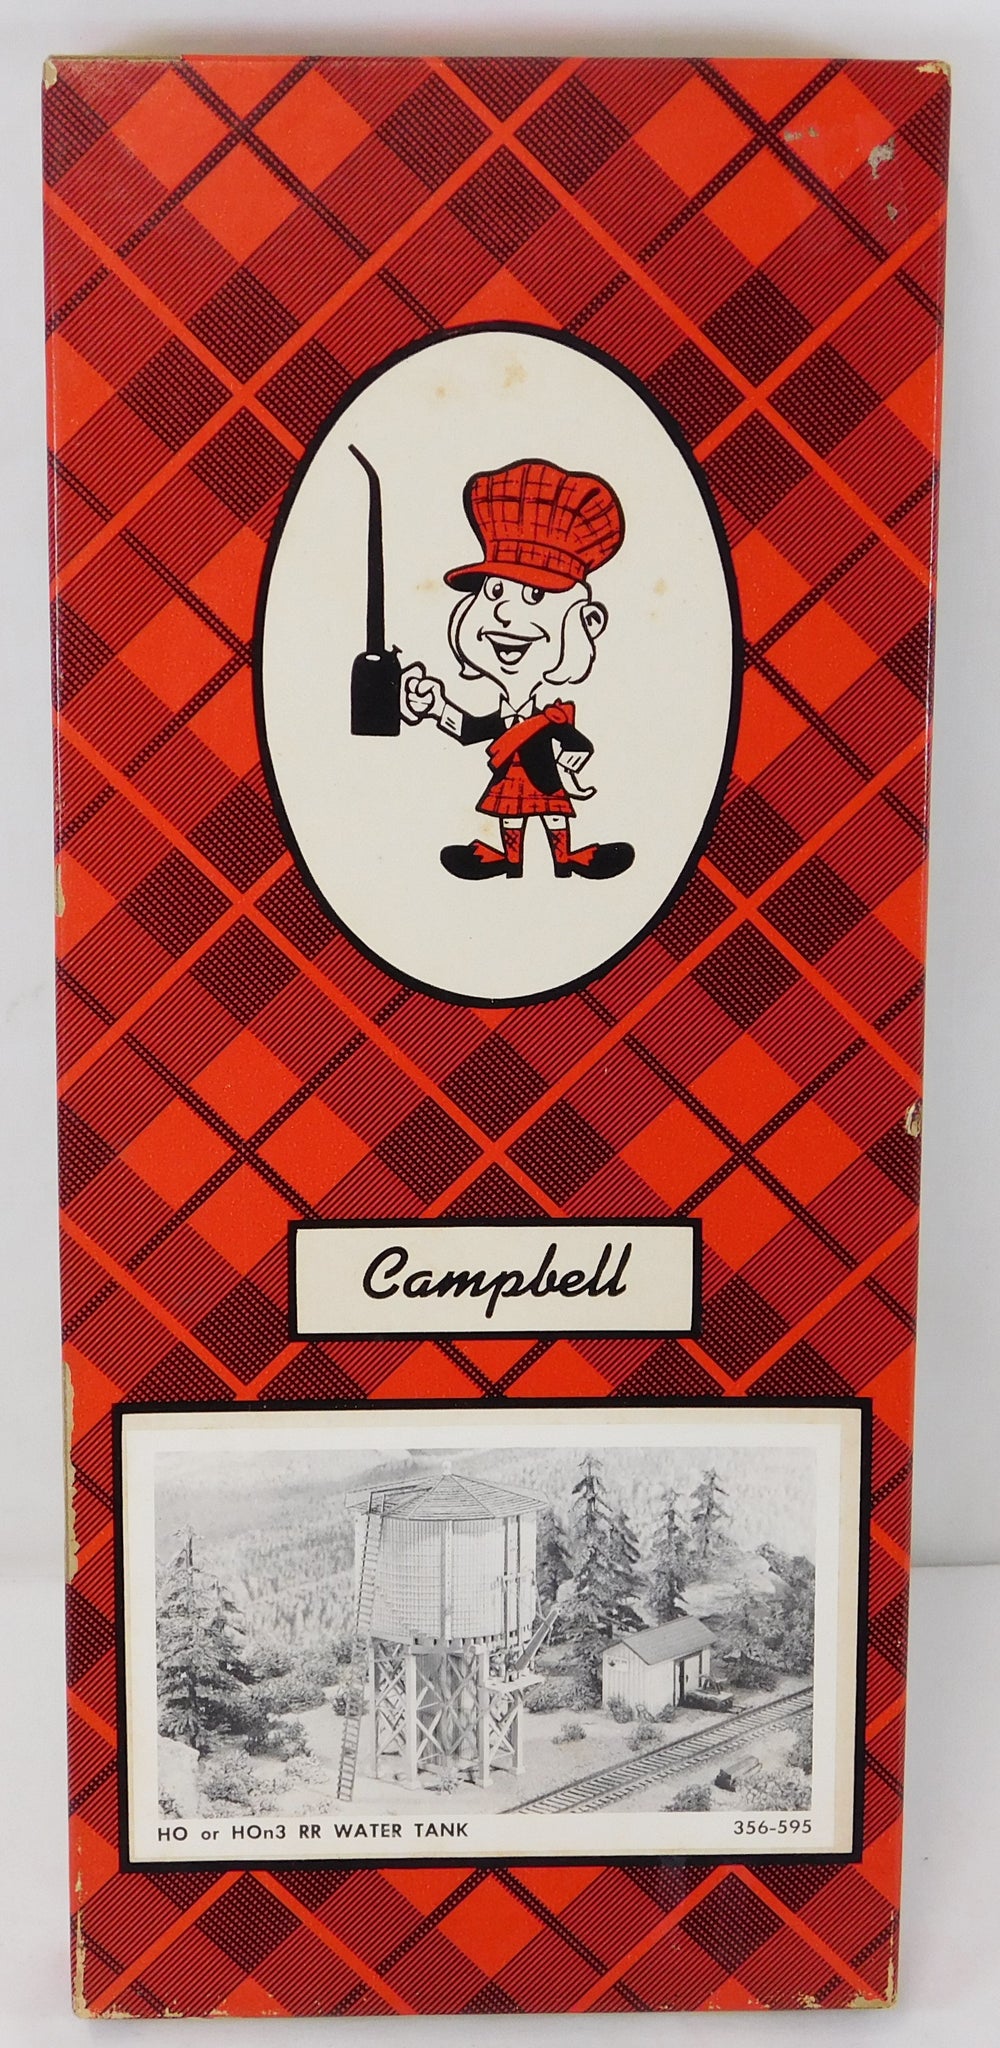 Campbell
HO or HOn3 RR WATER TANK 356-595